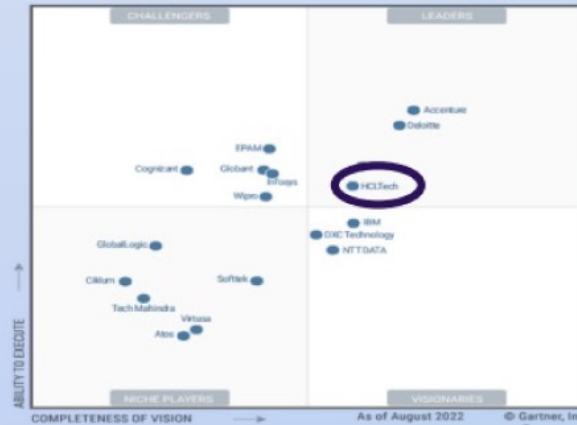 CHALLENGERS
LEADERS
Accenture
Deloitte
EPAM
Cognizant
Globant
Infosys
HCLTech
Wipro
IBM
DXC Technology
GlobalLogic
NTT DATA
Ciklum
Softtek
Tech Mahindra
Virtusa
Atos
ABILITY TO EXECUTE
NICHE PLAYERS
VISIONARIES
COMPLETENESS OF VISION
As of August 2022
© Gartner, In